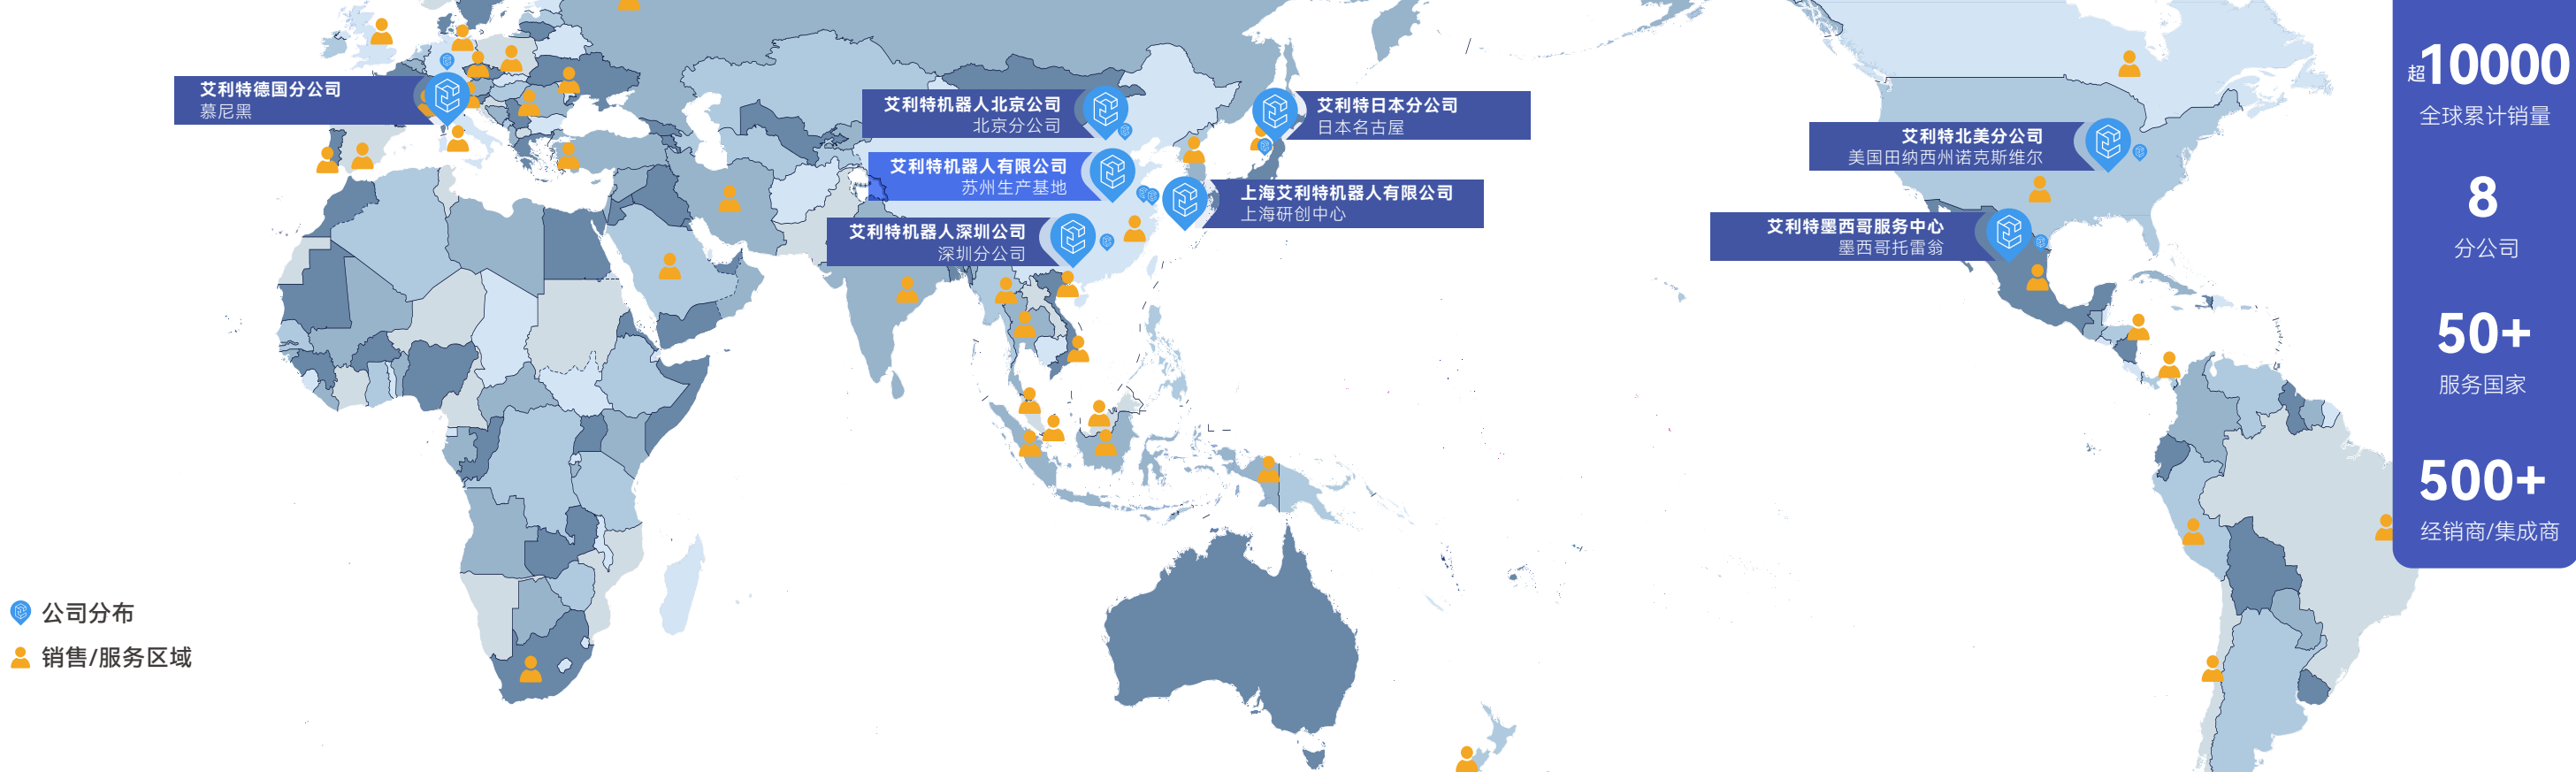 艾利特德国分公司
慕尼黑
艾利特机器人北京公司
北京分公司
艾利特日本分公司
日本名古屋
艾利特机器人有限公司
苏州生产基地
上海艾利特机器人有限公司
上海研创中心
艾利特机器人深圳公司
深圳分公司
艾利特北美分公司
美国田纳西州诺克斯维尔
艾利特墨西哥服务中心
墨西哥托雷翁
超10000
全球累计销量
8
分公司
50+
服务国家
500+
经销商/集成商
公司分布
销售/服务区域